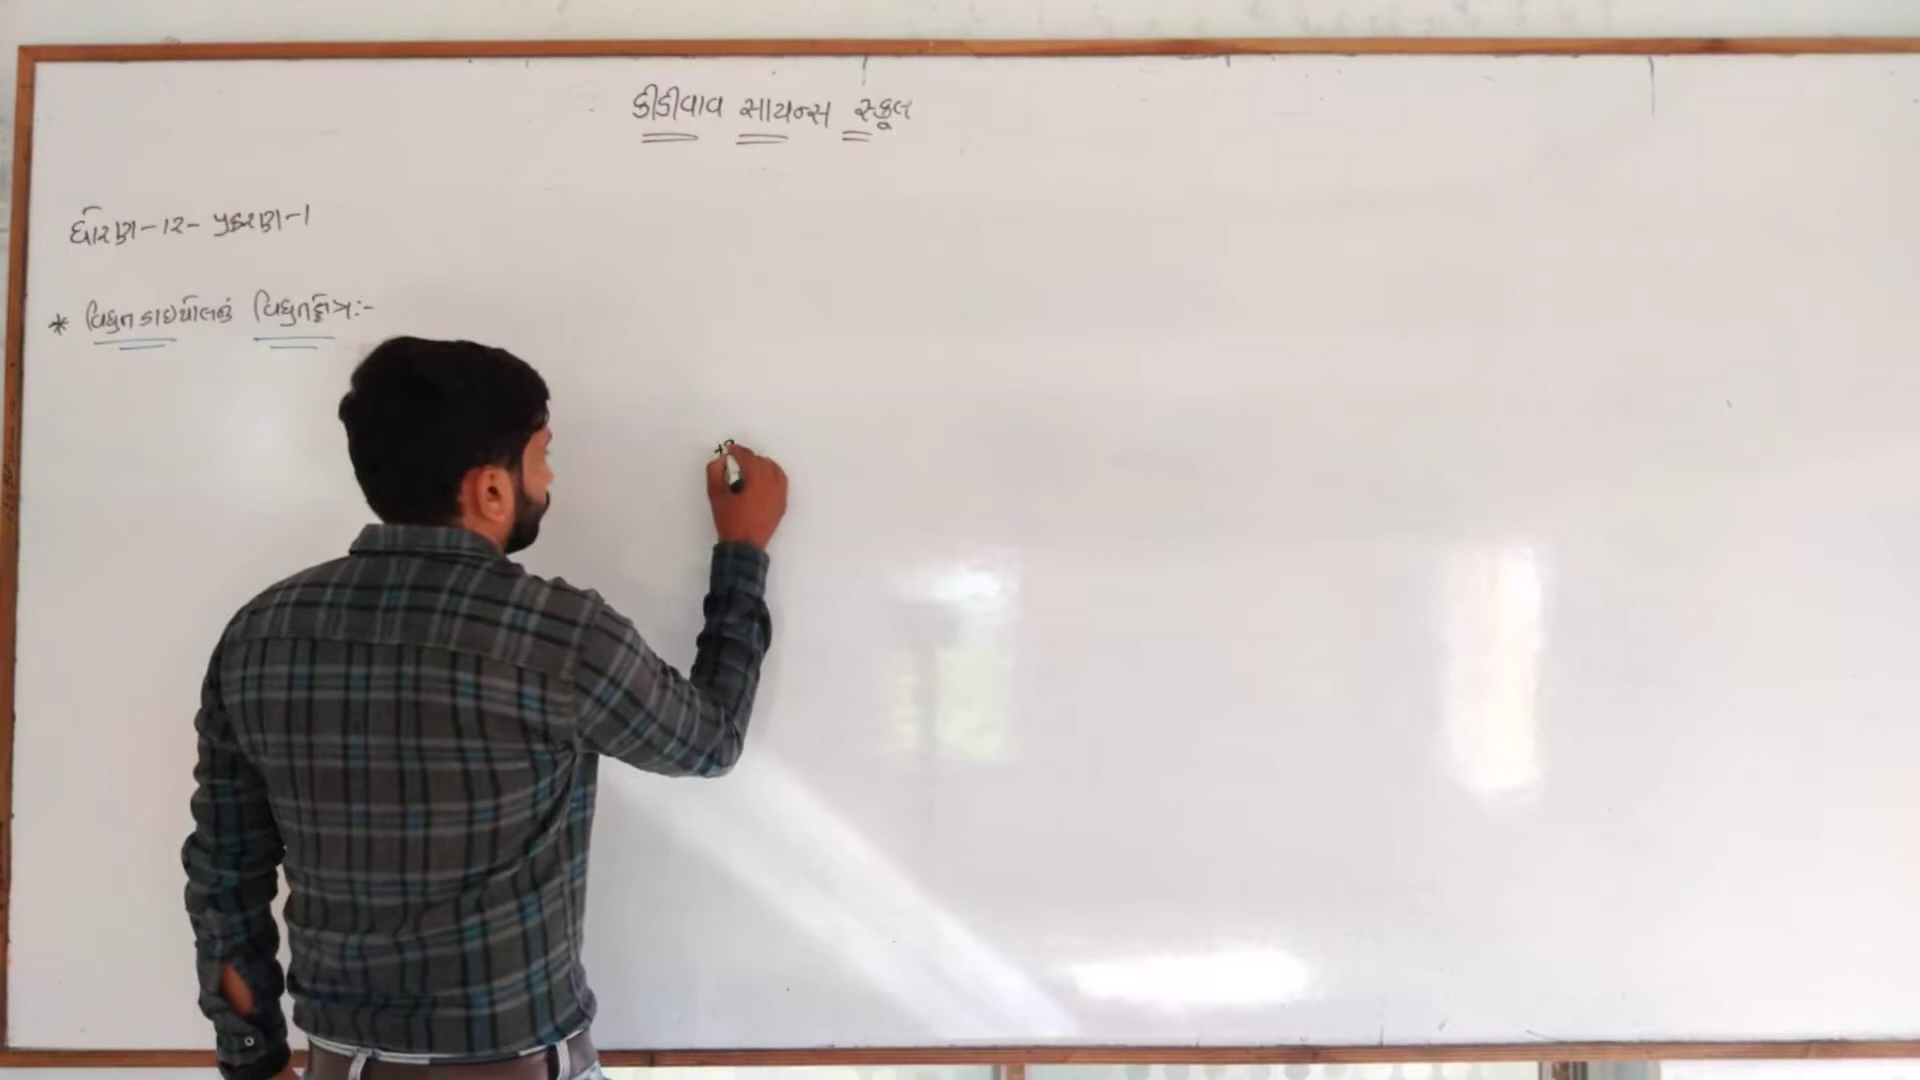 ડીડીવાવ સાયન્સ સ્કૂલ
ધોરણ-૧૨- પ્રકરણ-૧
* વિધુત ડાઇપોલનું વિધુતક્ષેત્ર:-
+q